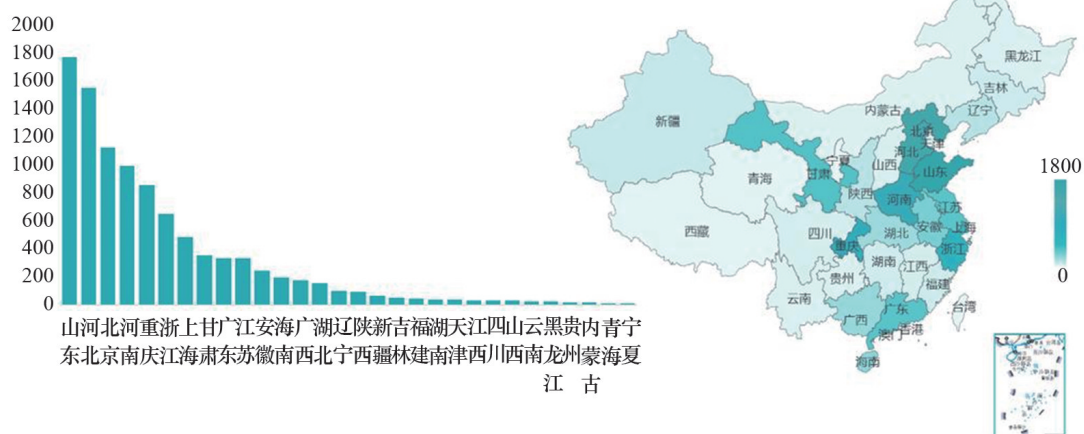 2000
1800
1600
1400
1200
1000
800
600
400
200
0
山河北河重浙上甘广江安海广湖辽陕新吉福湖天江四山云黑贵内青宁
东北京南庆江海肃东苏徽南西北宁西疆林建南津西川西南龙州蒙海夏
江 古
黑龙江
吉林
辽宁
内蒙古
新疆
北京
天津
河北
宁夏
山西
山东
甘肃
青海
陕西
河南
江苏
西藏
四川
重庆
湖北
安徽
上海
浙江
湖南
江西
贵州
福建
云南
广西
广东
台湾
香港
澳门
海南
1800
0